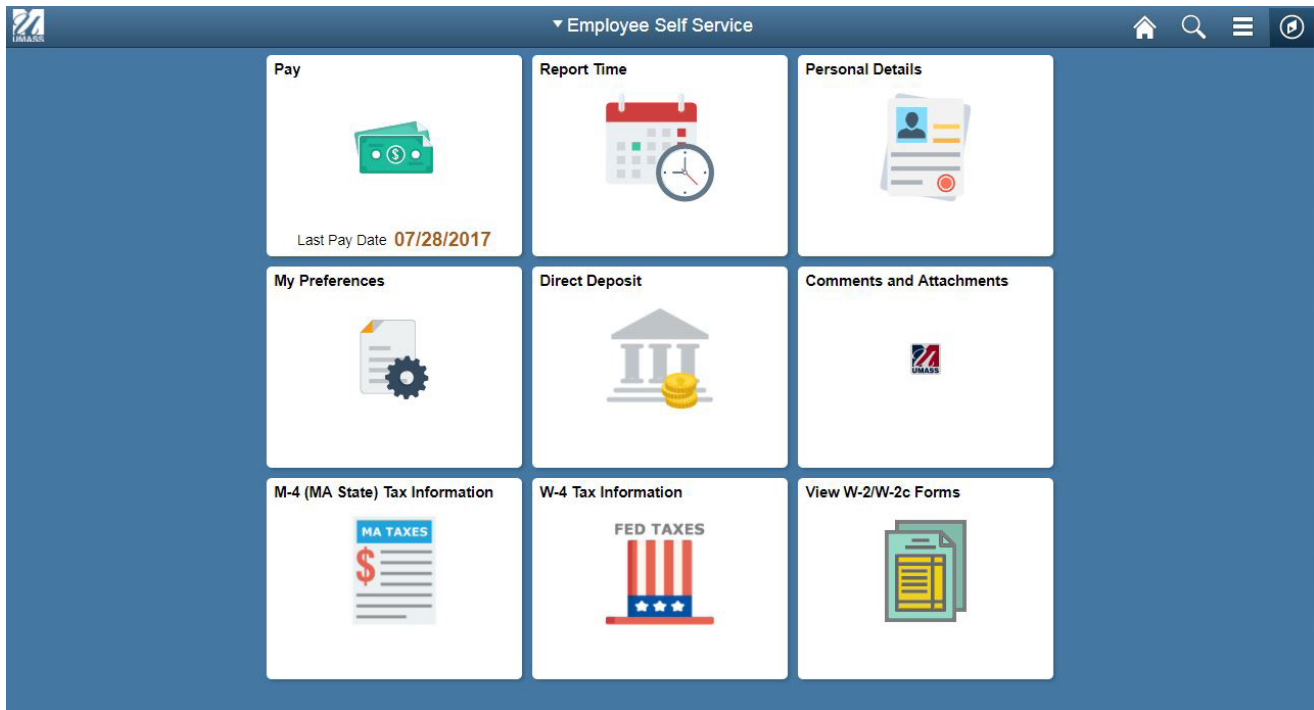 UMASS
Employee Self Service
Pay
Last Pay Date 07/28/2017
Report Time
Personal Details
My Preferences
Direct Deposit
Comments and Attachments
UMASS
M-4 (MA State) Tax Information
MA TAXES
$
W-4 Tax Information
FED TAXES
View W-2/W-2c Forms